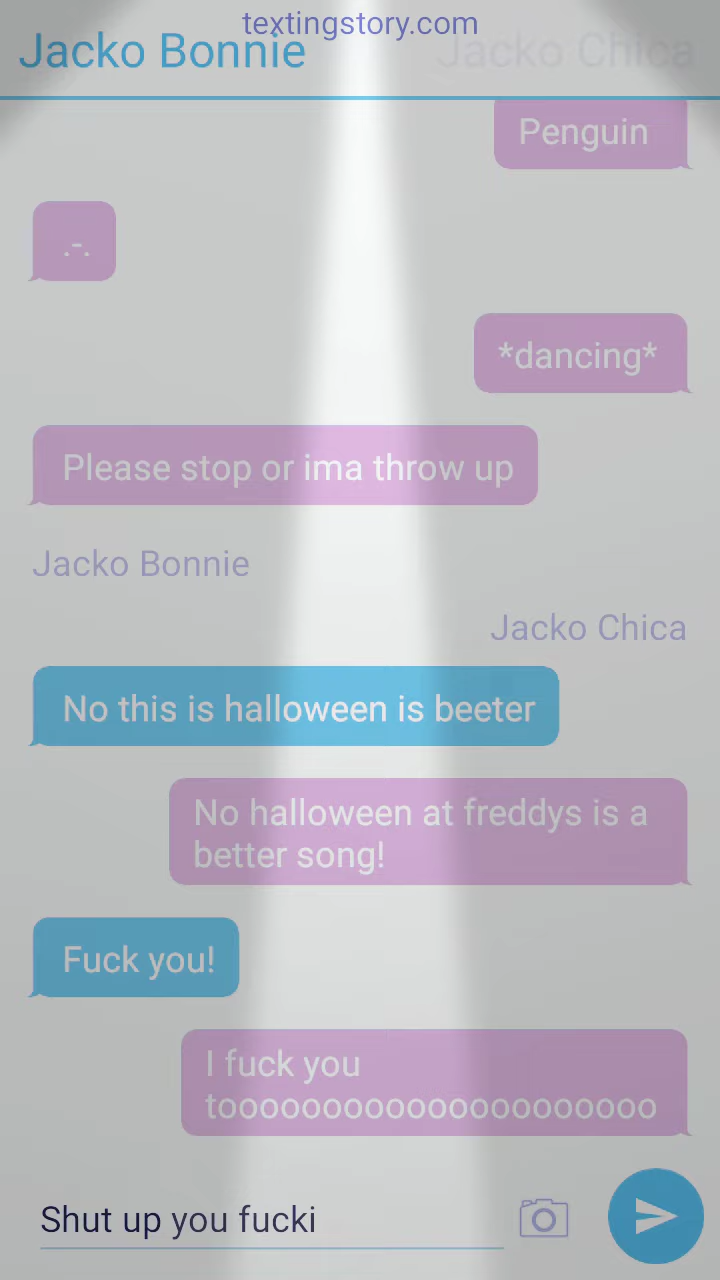 textingstory.com
Jacko Bonnie
Jacko Chica
Penguin
.-.
*dancing*
Please stop or ima throw up
Jacko Bonnie
Jacko Chica
No this is halloween is beeter
No halloween at freddys is a
better song!
Fuck you!
I fuck you
tooooooooooooooooooooo
Shut up you fucki